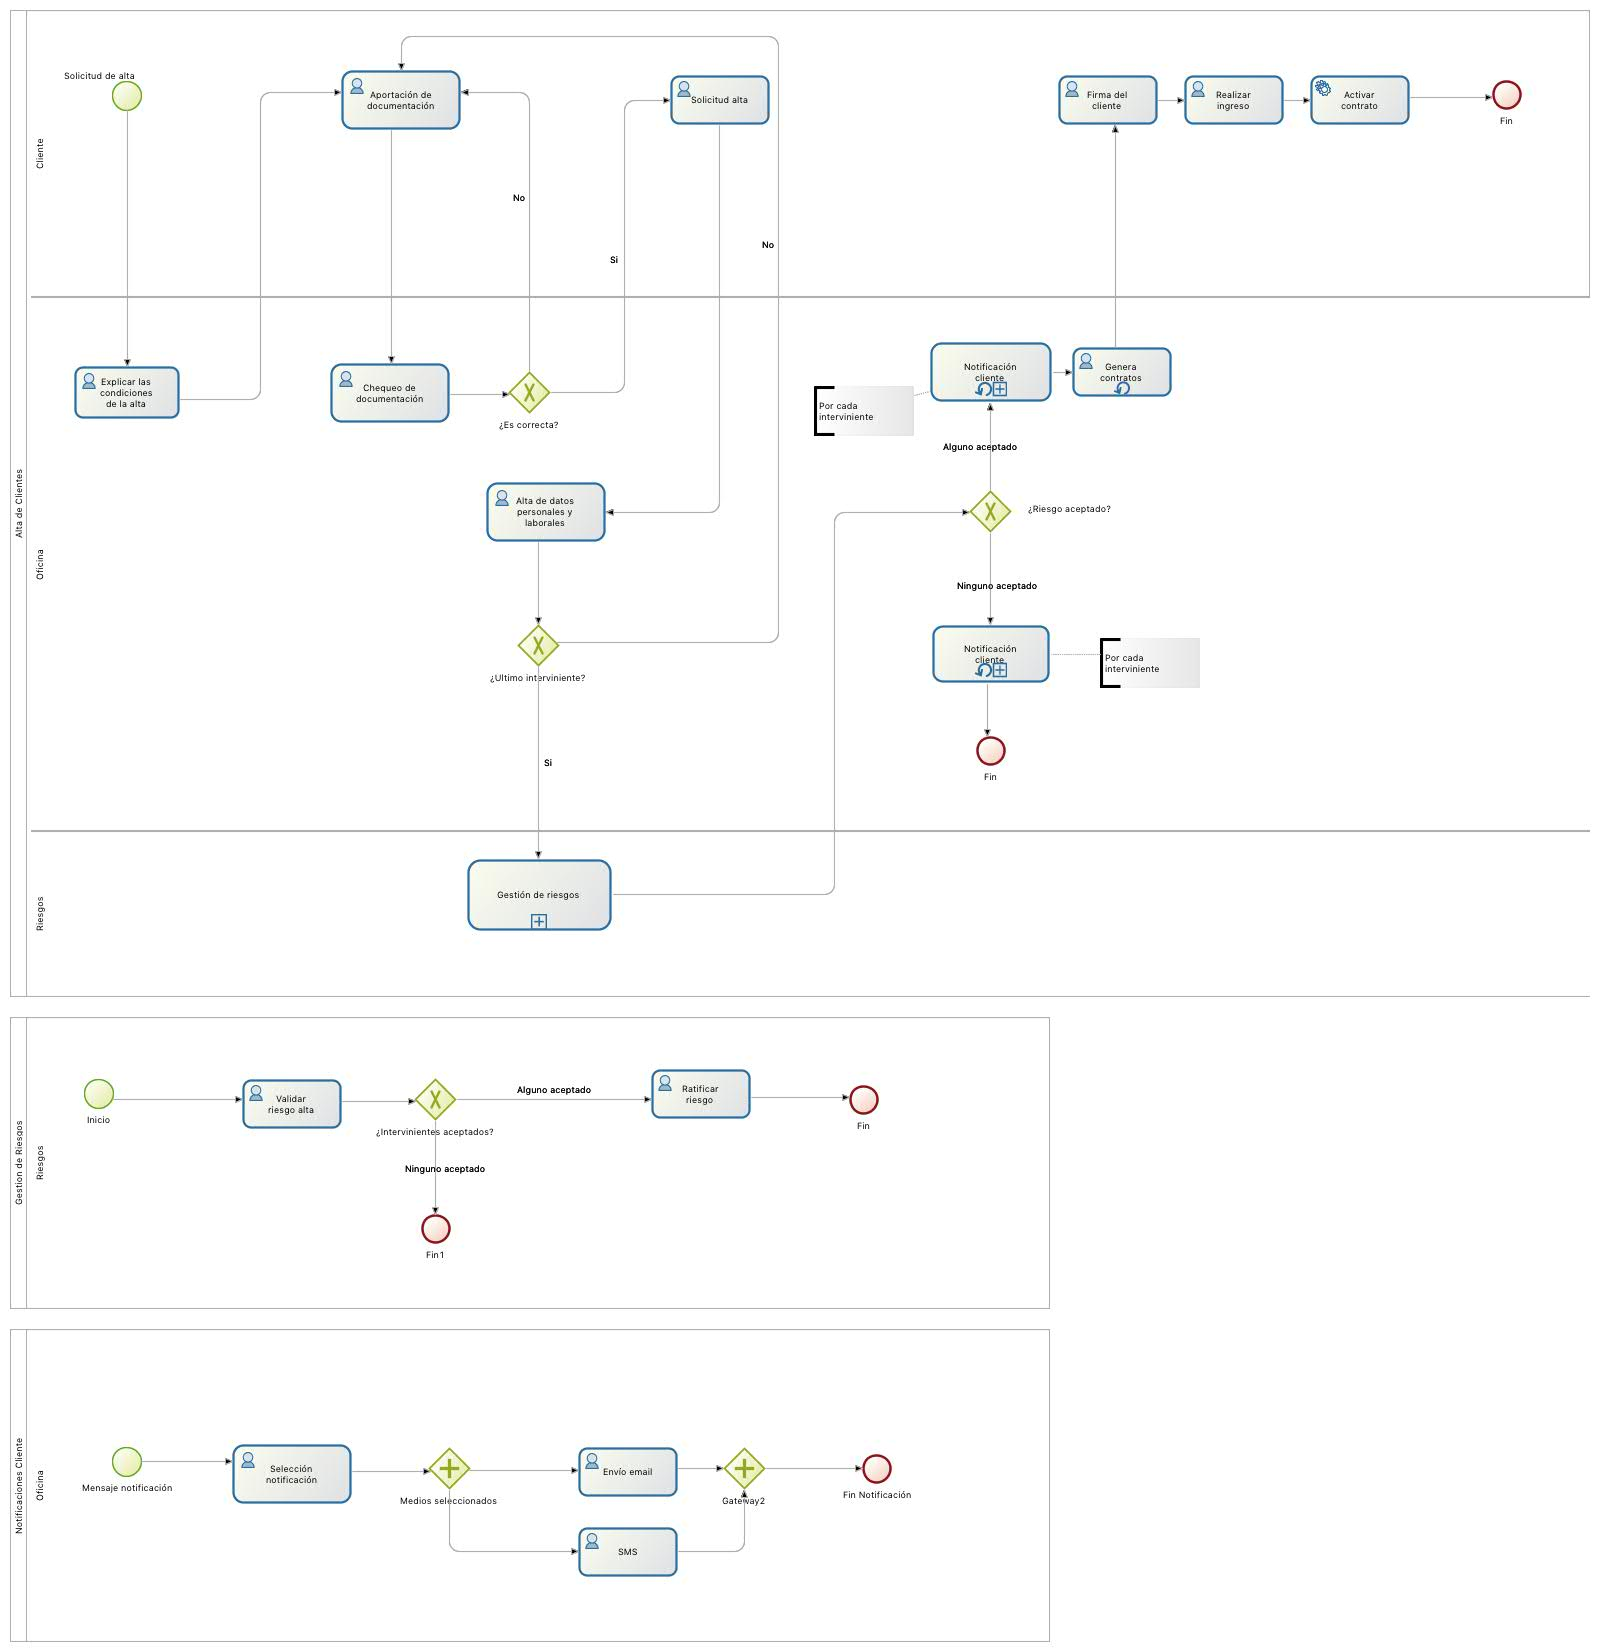 Alta de Clientes
Cliente
Solicitud de alta
Aportación de
documentación
Solicitud alta
Firma del
cliente
Realizar
ingreso
Activar
contrato
Fin
No
Si
No
Oficina
Explicar las
condiciones
de la alta
Chequeo de
documentación
¿Es correcta?
Notificación
cliente
Genera
contratos
Por cada
interviniente
Alguno aceptado
Alta de datos
personales y
laborales
¿Riesgo aceptado?
Ninguno aceptado
¿Ultimo interviniente?
Notificación
cliente
Por cada
interviniente
Si
Fin
Riesgos
Gestión de riesgos
Gestion de Riesgos
Riesgos
Inicio
Validar
riesgo alta
¿Intervinientes aceptados?
Alguno aceptado
Ratificar
riesgo
Fin
Ninguno aceptado
Fin1
Notificaciones Cliente
Oficina
Mensaje notificación
Selección
notificación
Medios seleccionados
Envío email
Gateway2
Fin Notificación
SMS